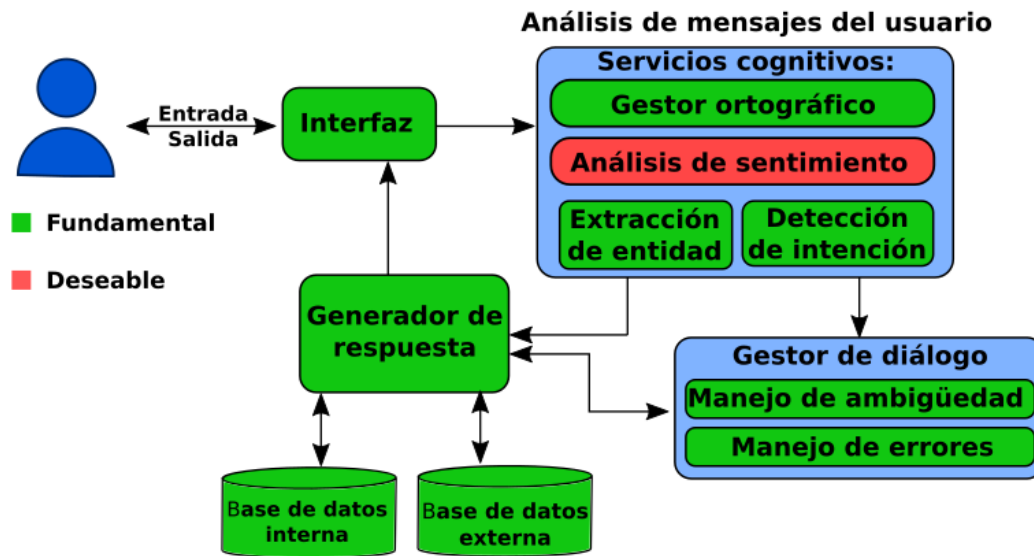 Análisis de mensajes del usuario
Servicios cognitivos:
Gestor ortográfico
Análisis de sentimiento
Extracción
de entidad
Detección
de intención
Entrada
Salida
Interfaz
Fundamental
Deseable
Generador de
respuesta
Gestor de diálogo
Manejo de ambigüedad
Manejo de errores
Base de datos
interna
Base de datos
externa